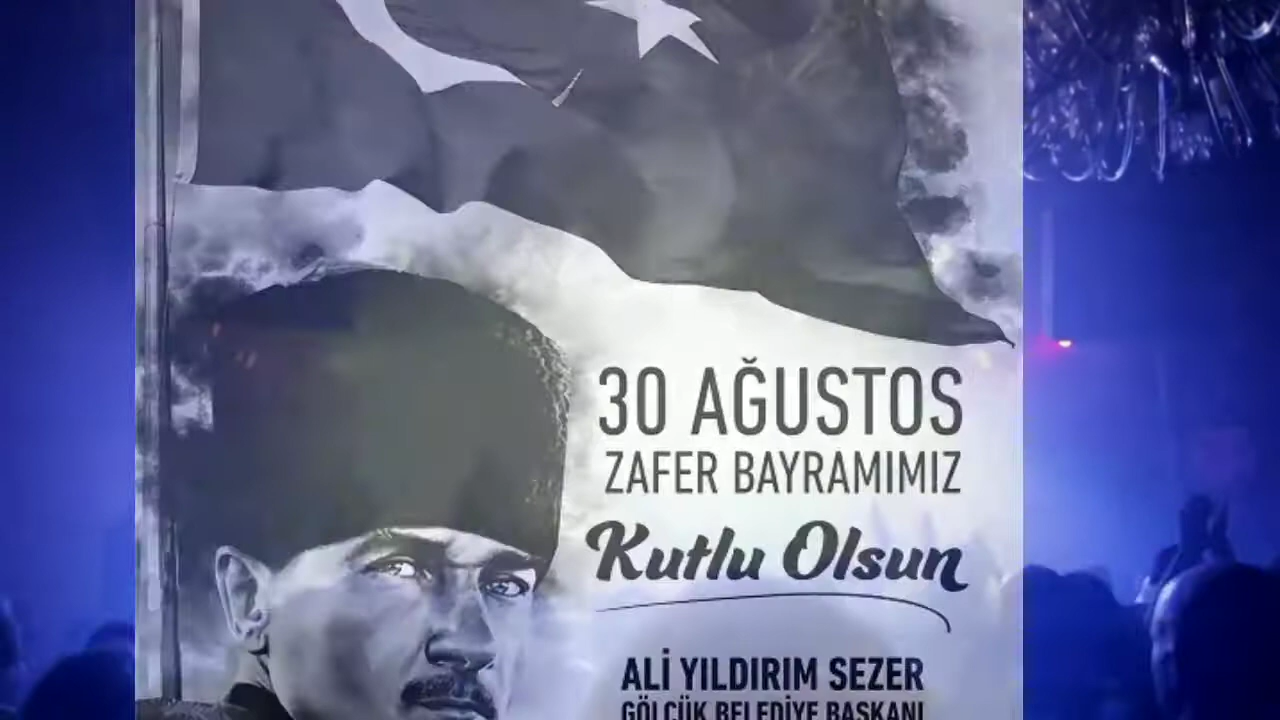 30 AĞUSTOS
ZAFER BAYRAMIMIZ
Kutlu Olsun
ALİ YILDIRIM SEZER
GÖLCÜK BELEDİYE BAŞKANI